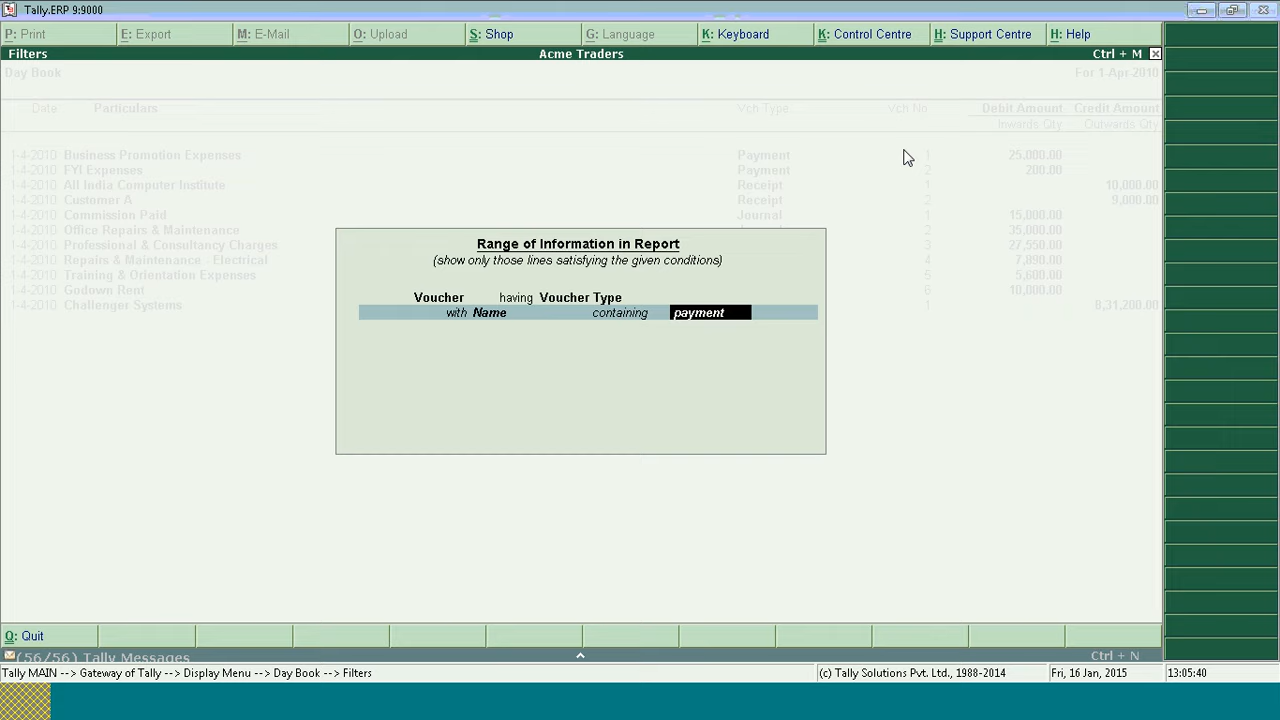 Tally.ERP 9:9000
P: Print E: Export M: E-Mail O: Upload S: Shop G: Language K: Keyboard K: Control Centre H: Support Centre H: Help
Filters Acme Traders Ctrl + M
Day Book For 1-Apr-2010
Date Particulars Vch Type Vch No. Debit Amount Credit Amount
Inwards Qty Outwards Qty
1-4-2010 Business Promotion Expenses Payment 1 25,000.00
1-4-2010 FYI Expenses Payment 2 200.00
1-4-2010 All India Computer Institute Receipt 1 10,000.00
1-4-2010 Customer A Receipt 2 9,000.00
1-4-2010 Commission Paid Journal 1 15,000.00
1-4-2010 Office Repairs & Maintenance 2 35,000.00
1-4-2010 Professional & Consultancy Charges 3 27,550.00
1-4-2010 Repairs & Maintenance - Electrical 4 7,890.00
1-4-2010 Training & Orientation Expenses 5 5,600.00
1-4-2010 Godown Rent 6 10,000.00
1-4-2010 Challenger Systems 1 8,31,200.00
Range of Information in Report
(show only those lines satisfying the given conditions)
Voucher having Voucher Type
with Name containing payment
Q: Quit
(56/56) Tally Messages Ctrl + N
Tally MAIN --> Gateway of Tally --> Display Menu --> Day Book --> Filters (c) Tally Solutions Pvt. Ltd., 1988-2014 Fri, 16 Jan, 2015 13:05:40